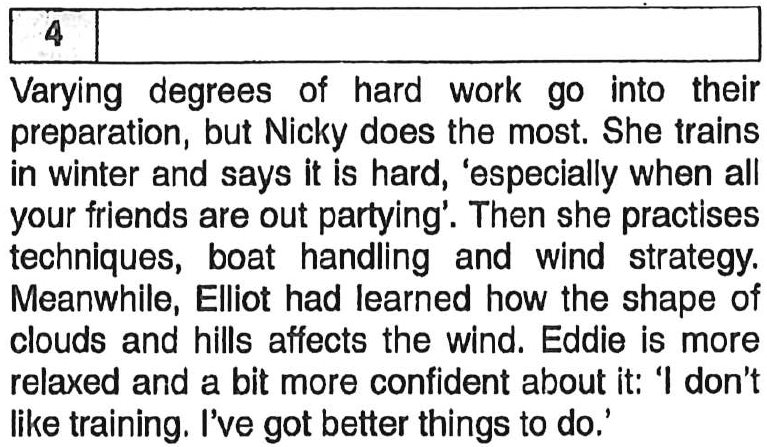 4
Varying degrees of hard work go into their
preparation, but Nicky does the most. She trains
in winter and says it is hard, ‘especially when all
your friends are out partying’. Then she practises
techniques, boat handling and wind strategy.
Meanwhile, Elliot had learned how the shape of
clouds and hills affects the wind. Eddie is more
relaxed and a bit more confident about it: ‘I don’t
like training. I’ve got better things to do.’